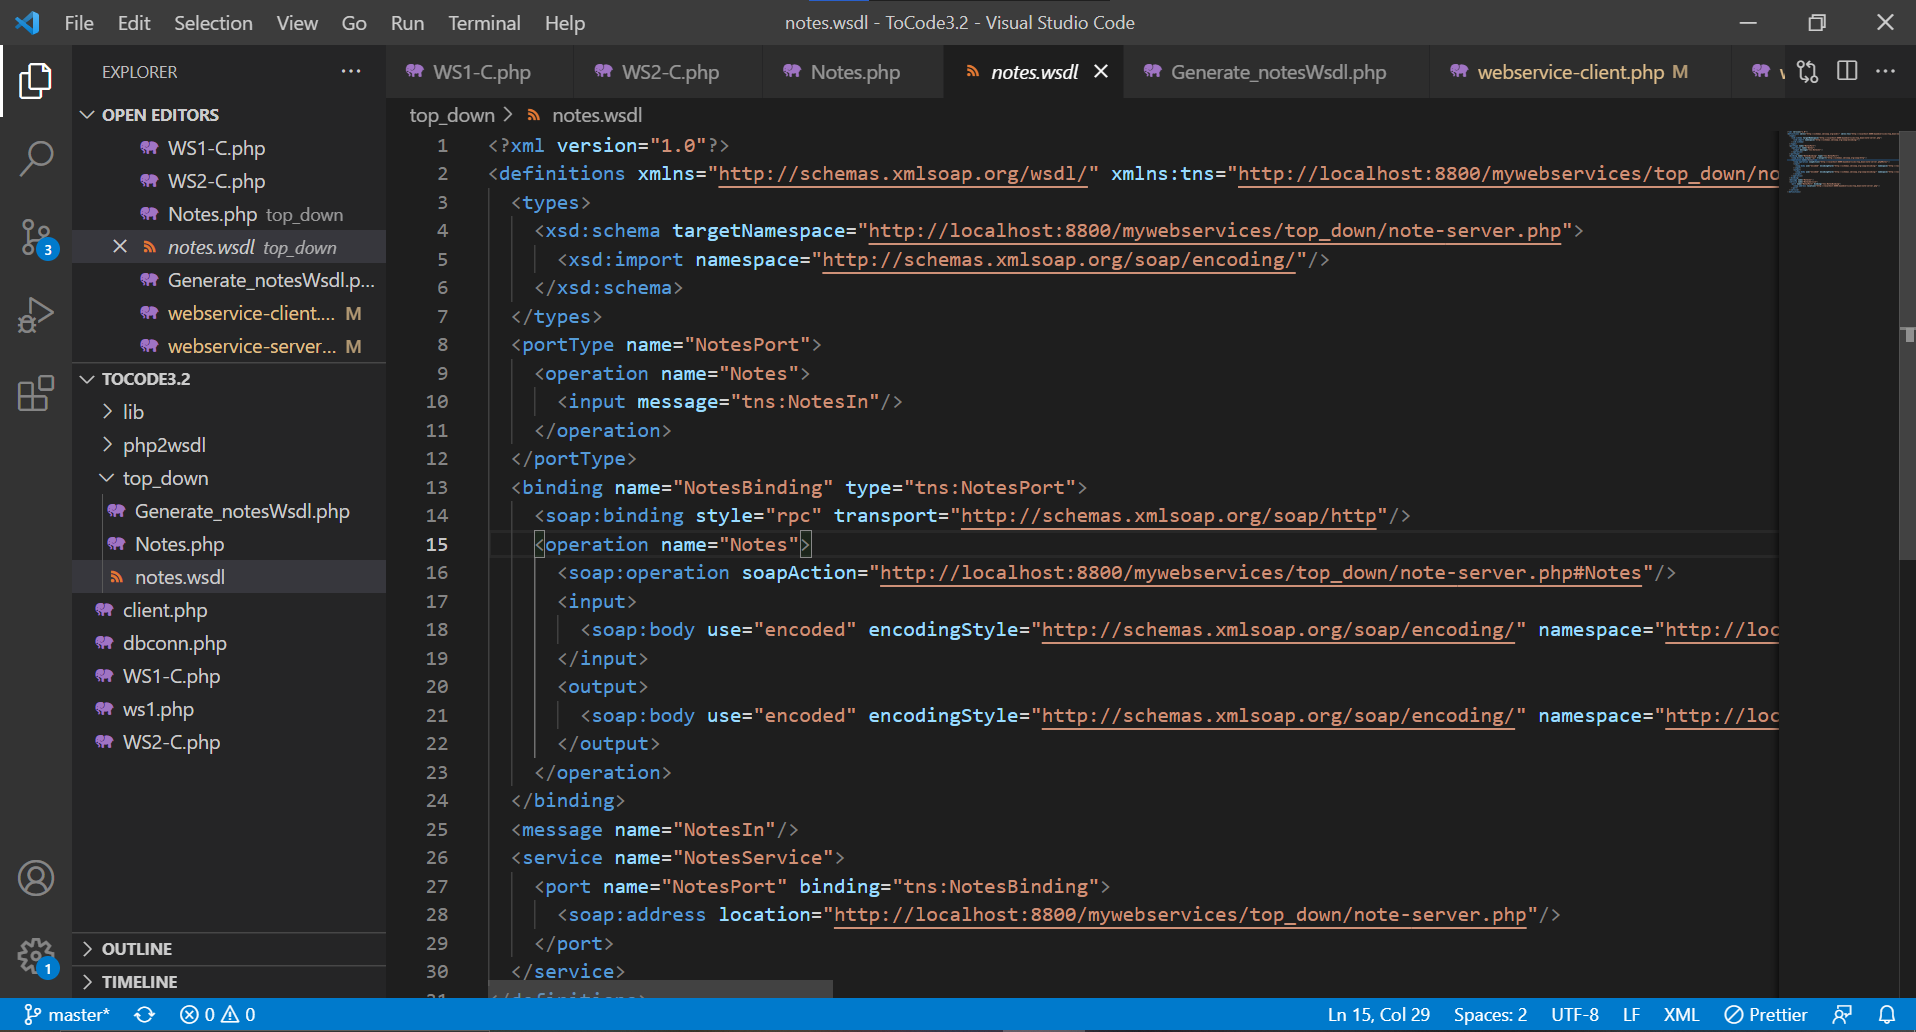 File Edit Selection View Go Run Terminal Help
notes.wsdl - ToCode3.2 - Visual Studio Code
EXPLORER
OPEN EDITORS
WS1-C.php
WS2-C.php
Notes.php top_down
notes.wsdl top_down
Generate_notesWsdl.p...
webservice-client.... M
webservice-server... M
TOCODE3.2
lib
php2wsdl
top_down
Generate_notesWsdl.php
Notes.php
notes.wsdl
client.php
dbconn.php
WS1-C.php
ws1.php
WS2-C.php
OUTLINE
TIMELINE
3
1
WS1-C.php WS2-C.php Notes.php notes.wsdl Generate_notesWsdl.php webservice-client.php M
top_down > notes.wsdl
1 <?xml version="1.0"?>
2 <definitions xmlns="http://schemas.xmlsoap.org/wsdl/" xmlns:tns="http://localhost:8800/mywebservices/top_down/no
3 <types>
4 <xsd:schema targetNamespace="http://localhost:8800/mywebservices/top_down/note-server.php">
5 <xsd:import namespace="http://schemas.xmlsoap.org/soap/encoding/"/>
6 </xsd:schema>
7 </types>
8 <portType name="NotesPort">
9 <operation name="Notes">
10 <input message="tns:NotesIn"/>
11 </operation>
12 </portType>
13 <binding name="NotesBinding" type="tns:NotesPort">
14 <soap:binding style="rpc" transport="http://schemas.xmlsoap.org/soap/http"/>
15 <operation name="Notes">
16 <soap:operation soapAction="http://localhost:8800/mywebservices/top_down/note-server.php#Notes"/>
17 <input>
18 <soap:body use="encoded" encodingStyle="http://schemas.xmlsoap.org/soap/encoding/" namespace="http://loc
19 </input>
20 <output>
21 <soap:body use="encoded" encodingStyle="http://schemas.xmlsoap.org/soap/encoding/" namespace="http://loc
22 </output>
23 </operation>
24 </binding>
25 <message name="NotesIn"/>
26 <service name="NotesService">
27 <port name="NotesPort" binding="tns:NotesBinding">
28 <soap:address location="http://localhost:8800/mywebservices/top_down/note-server.php"/>
29 </port>
30 </service>
31 </definitions>
master* 0 0 Ln 15, Col 29 Spaces: 2 UTF-8 LF XML Prettier